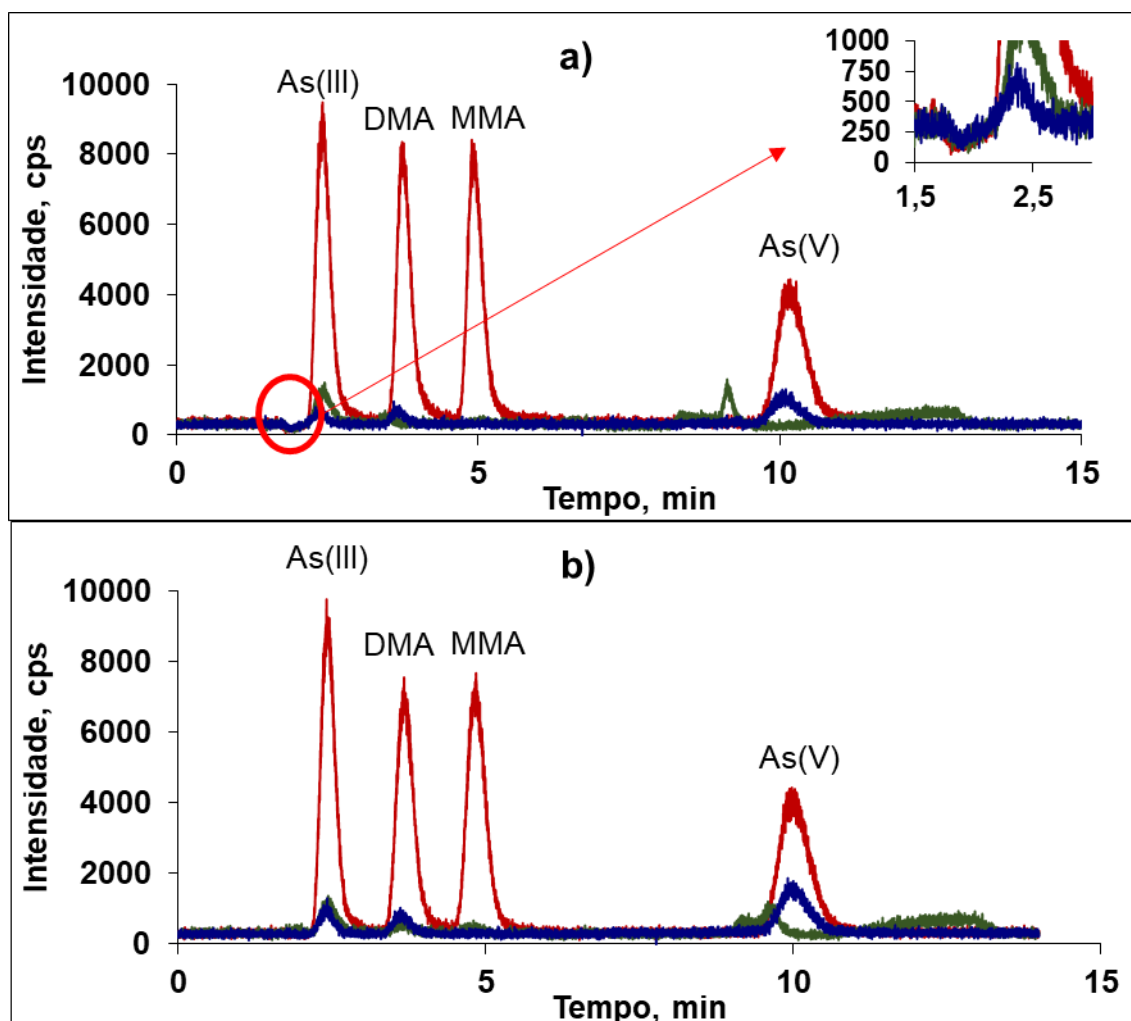 a)
As(III)
DMA
MMA
As(V)
Intensidade, cps
10000
8000
6000
4000
2000
0
0
5
10
15
Tempo, min
1000
750
500
250
0
1,5
2,5
b)
As(III)
DMA
MMA
As(V)
Intensidade, cps
10000
8000
6000
4000
2000
0
0
5
10
15
Tempo, min